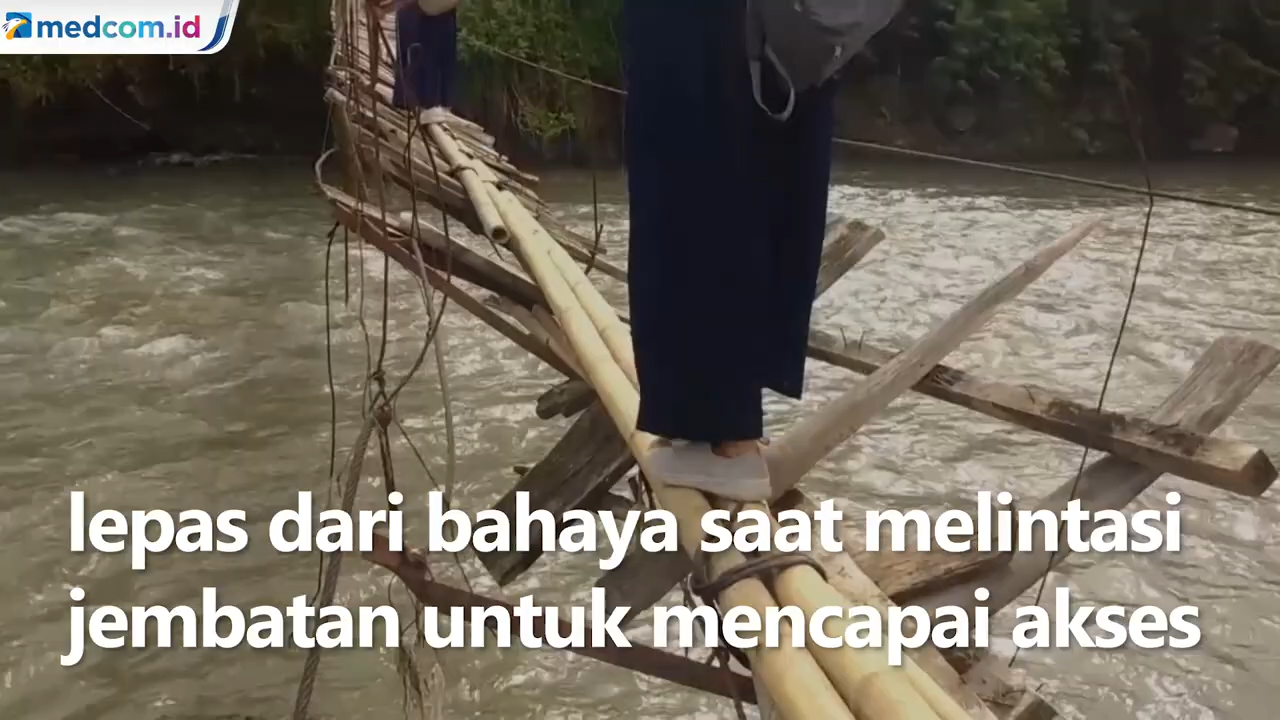 medcom.id
lepas dari bahaya saat melintasi
jembatan untuk mencapai akses